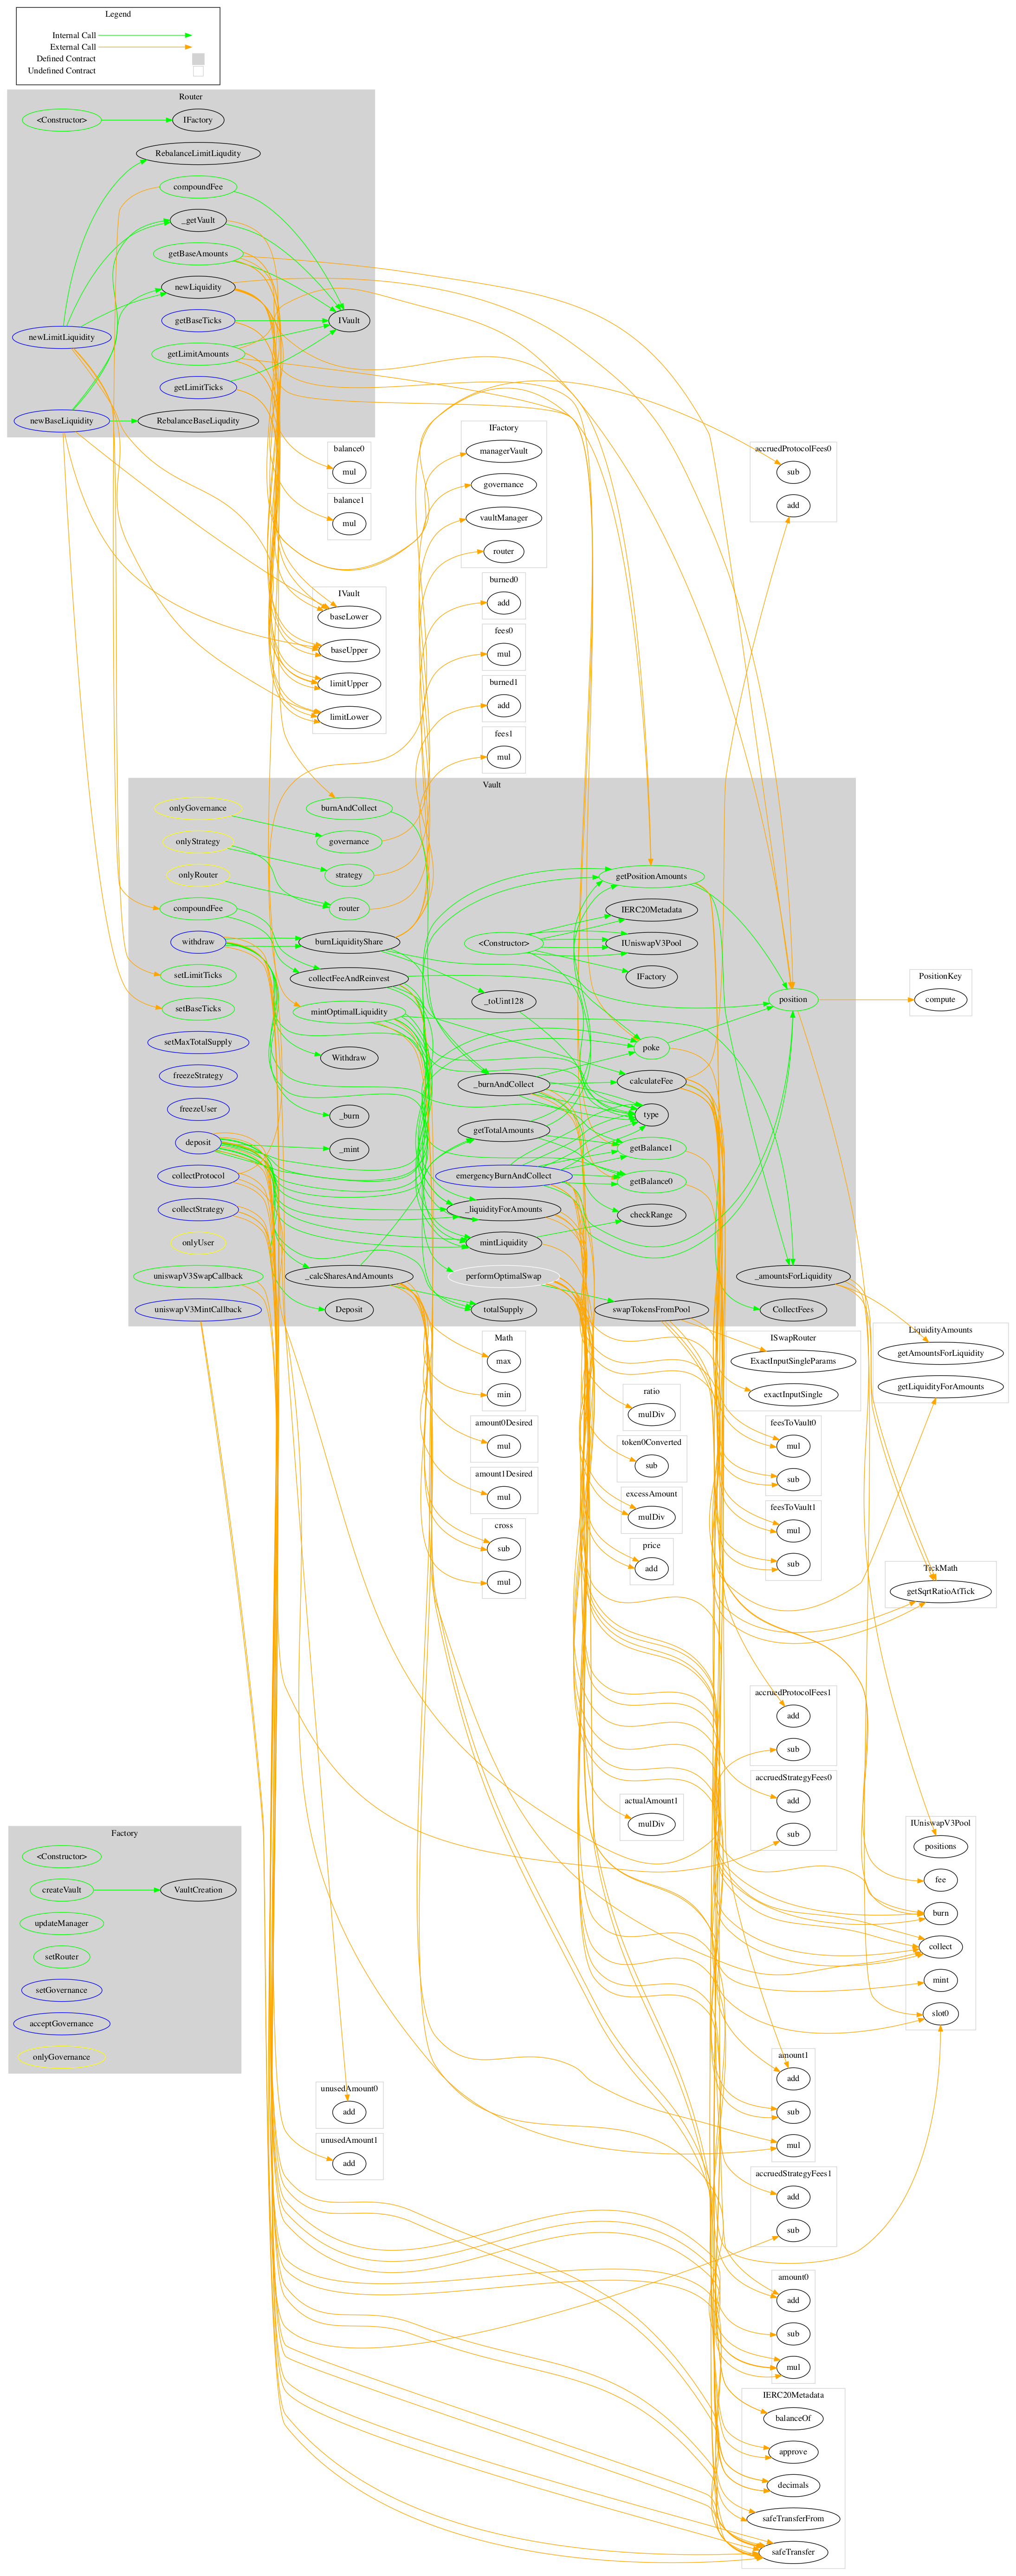 Legend
Internal Call
External Call
Defined Contract
Undefined Contract
Router
<Constructor>
IFactory
RebalanceLimitLiqudity
compoundFee
_getVault
getBaseAmounts
newLiquidity
getBaseTicks
IVault
newLimitLiquidity
getLimitAmounts
getLimitTicks
newBaseLiquidity
RebalanceBaseLiqudity
balance0
mul
balance1
mul
IFactory
managerVault
governance
vaultManager
router
accruedProtocolFees0
sub
add
IVault
baseLower
baseUpper
limitUpper
limitLower
burned0
add
fees0
mul
burned1
add
fees1
mul
Vault
onlyGovernance
onlyStrategy
onlyRouter
compoundFee
withdraw
setLimitTicks
setBaseTicks
setMaxTotalSupply
freezeStrategy
freezeUser
deposit
collectProtocol
collectStrategy
onlyUser
uniswapV3SwapCallback
uniswapV3MintCallback
burnAndCollect
governance
strategy
router
burnLiquidityShare
collectFeeAndReinvest
mintOptimalLiquidity
Withdraw
_burn
_mint
_calcSharesAndAmounts
Deposit
<Constructor>
_toUint128
_burnAndCollect
getTotalAmounts
emergencyBurnAndCollect
_liquidityForAmounts
mintLiquidity
performOptimalSwap
totalSupply
getPositionAmounts
IERC20Metadata
IUniswapV3Pool
IFactory
poke
calculateFee
type
getBalance1
getBalance0
checkRange
swapTokensFromPool
position
_amountsForLiquidity
CollectFees
PositionKey
compute
Math
max
min
amount0Desired
mul
amount1Desired
mul
cross
sub
mul
ratio
mulDiv
token0Converted
sub
excessAmount
mulDiv
price
add
ISwapRouter
ExactInputSingleParams
exactInputSingle
feesToVault0
mul
sub
feesToVault1
mul
sub
LiquidityAmounts
getAmountsForLiquidity
getLiquidityForAmounts
TickMath
getSqrtRatioAtTick
accruedProtocolFees1
add
sub
accruedStrategyFees0
add
sub
actualAmount1
mulDiv
IUniswapV3Pool
positions
fee
burn
collect
mint
slot0
Factory
<Constructor>
createVault
VaultCreation
updateManager
setRouter
setGovernance
acceptGovernance
onlyGovernance
unusedAmount0
add
unusedAmount1
add
amount1
add
sub
mul
accruedStrategyFees1
add
sub
amount0
add
sub
mul
IERC20Metadata
balanceOf
approve
decimals
safeTransferFrom
safeTransfer